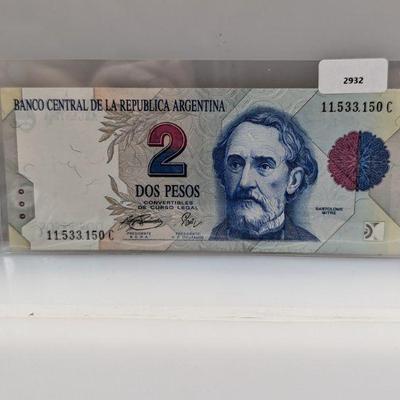 2932
BANCO CENTRAL DE LA REPUBLICA ARGENTINA
11.533.150 C
2
DOS PESOS
CONVERTIBLES
DE CURSO LEGAL
BARTOLOME
MITRE
PRESIDENTE
B.C.R.A.
PRESIDENTE
11.533.150 C